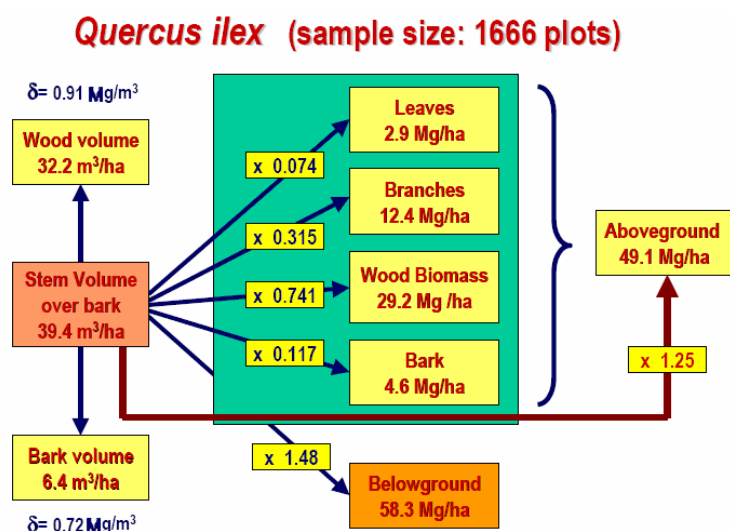 Quercus ilex (sample size: 1666 plots)
δ= 0.91 Mg/m³
Wood volume
32.2 m³/ha
Stem Volume
over bark
39.4 m³/ha
Bark volume
6.4 m³/ha
δ= 0.72 Mg/m³
x 0.074
x 0.315
x 0.741
x 0.117
x 1.48
Leaves
2.9 Mg/ha
Branches
12.4 Mg/ha
Wood Biomass
29.2 Mg /ha
Bark
4.6 Mg/ha
Belowground
58.3 Mg/ha
Aboveground
49.1 Mg/ha
x 1.25